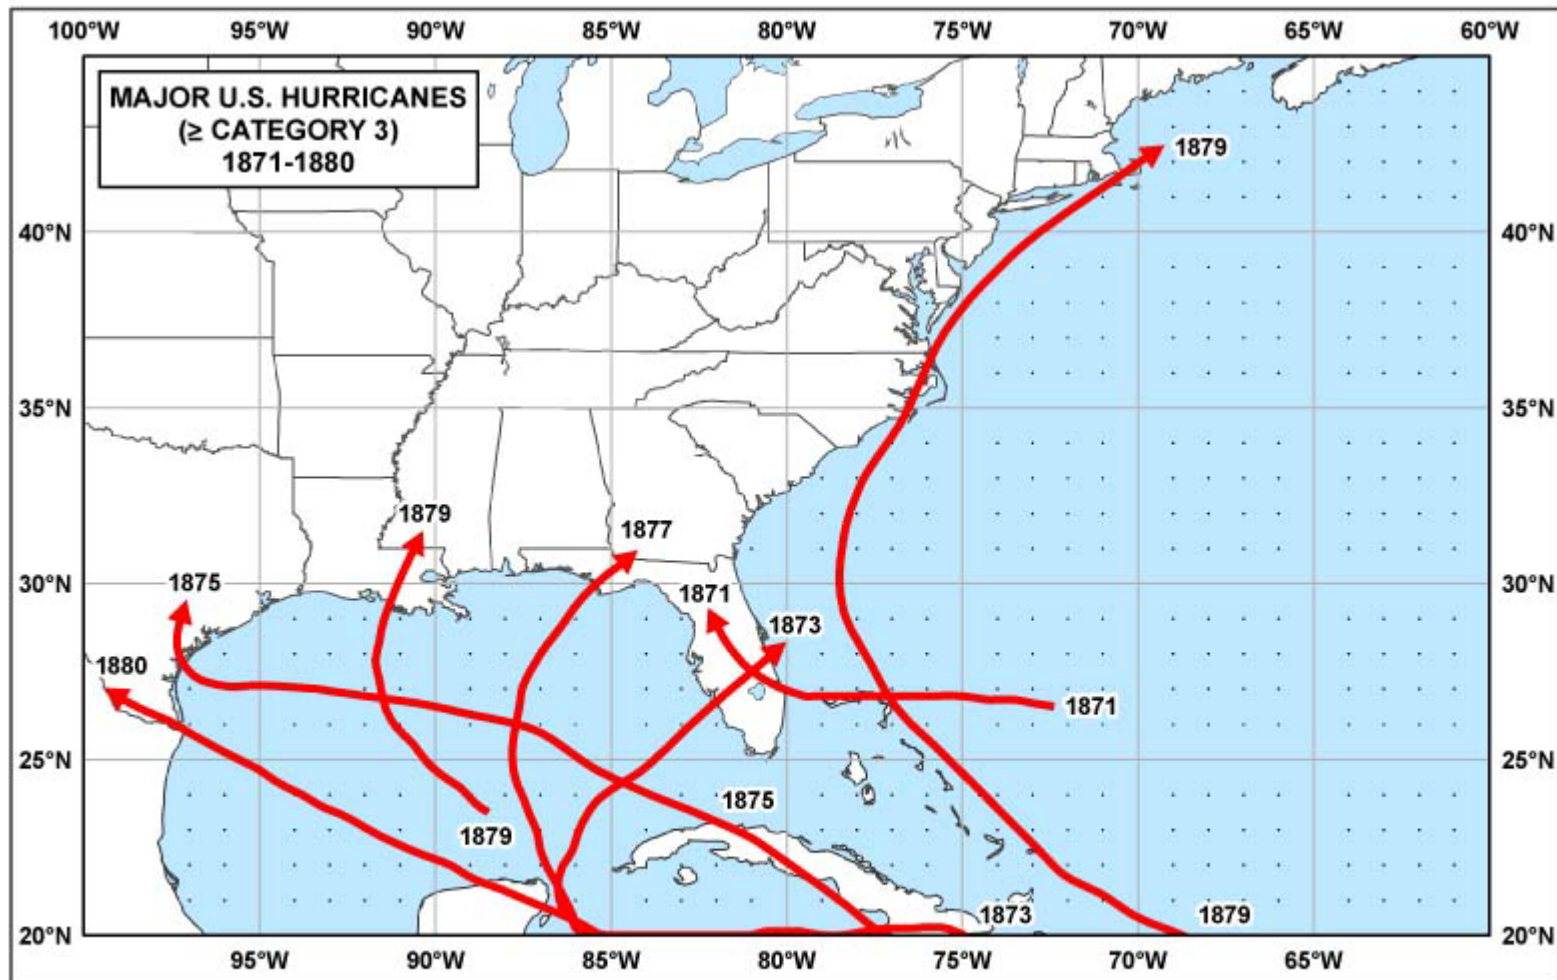 100°W 95°W 90°W 85°W 80°W 75°W 70°W 65°W 60°W
MAJOR U.S. HURRICANES
(≥ CATEGORY 3)
1871-1880
1879
40°N 40°N
35°N 35°N
1879
1877
30°N 30°N
1875
1871
1873
1880
1871
25°N 25°N
1875
1879
1873
1879
20°N 20°N
95°W 90°W 85°W 80°W 75°W 70°W 65°W